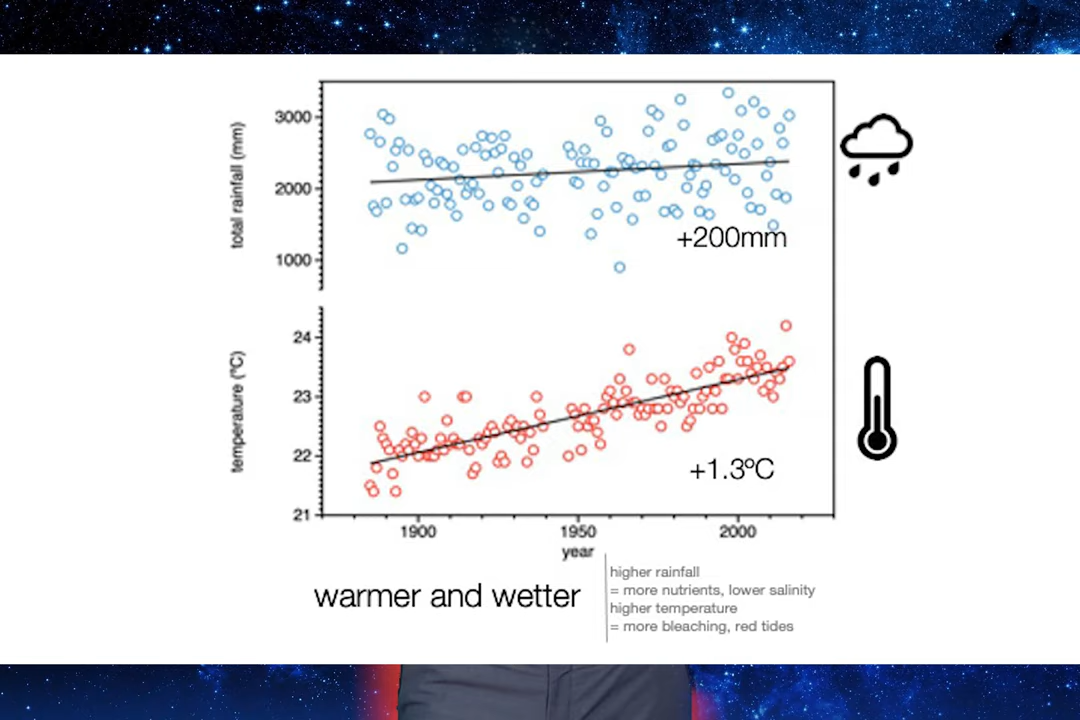 total rainfall (mm)
3000
2000
1000
+200mm
temperature (ºC)
24
23
22
21
+1.3ºC
1900
1950
2000
year
warmer and wetter
higher rainfall
= more nutrients, lower salinity
higher temperature
= more bleaching, red tides